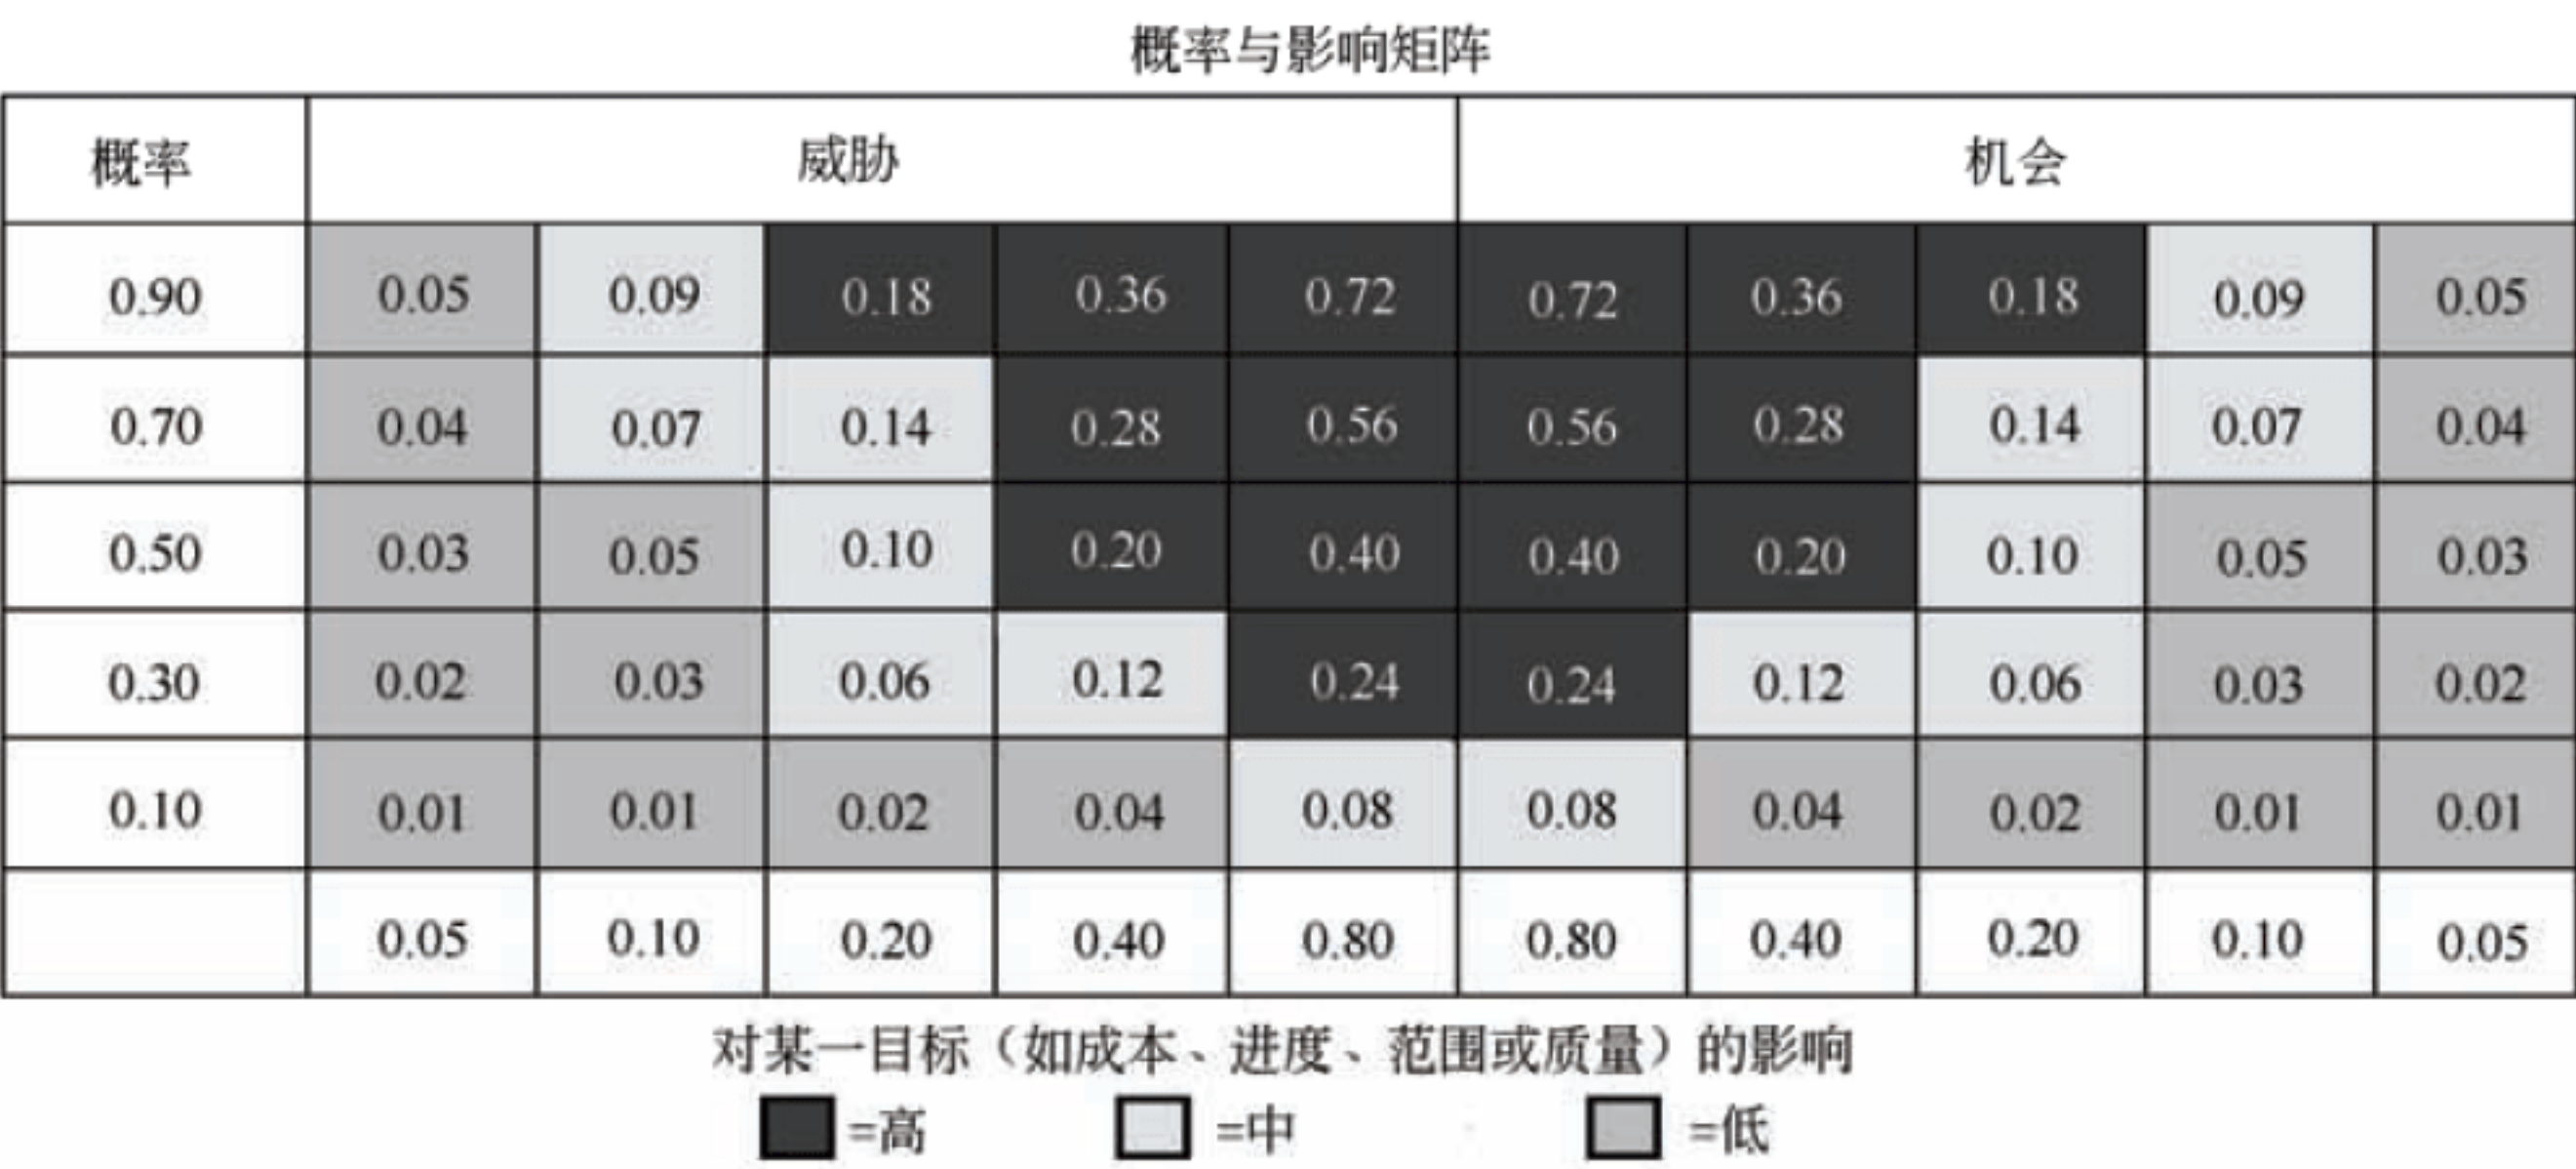 概率与影响矩阵
概率 威胁 机会
0.90 0.05 0.09 0.18 0.36 0.72 0.72 0.36 0.18 0.09 0.05
0.70 0.04 0.07 0.14 0.28 0.56 0.56 0.28 0.14 0.07 0.04
0.50 0.03 0.05 0.10 0.20 0.40 0.40 0.20 0.10 0.05 0.03
0.30 0.02 0.03 0.06 0.12 0.24 0.24 0.12 0.06 0.03 0.02
0.10 0.01 0.01 0.02 0.04 0.08 0.08 0.04 0.02 0.01 0.01
0.05 0.10 0.20 0.40 0.80 0.80 0.40 0.20 0.10 0.05
对某一目标（如成本、进度、范围或质量）的影响
=高 =中 =低